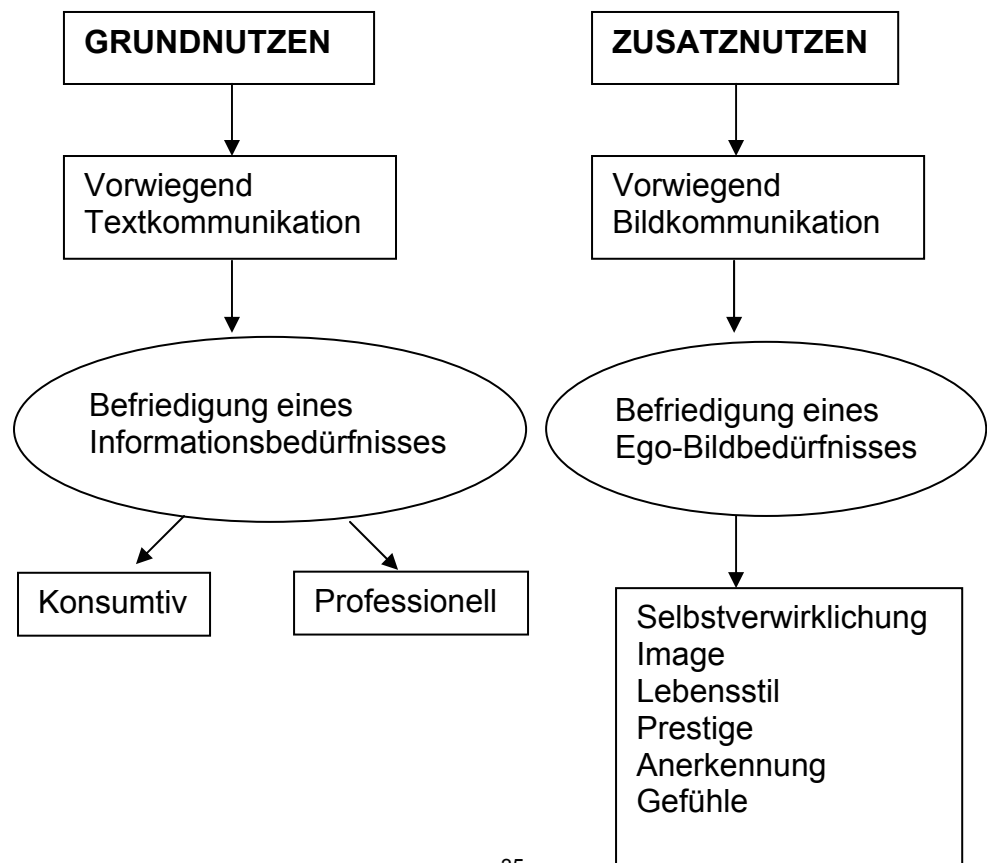 GRUNDNUTZEN
Vorwiegend
Textkommunikation
Befriedigung eines
Informationsbedürfnisses
Konsumtiv
Professionell
ZUSATZNUTZEN
Vorwiegend
Bildkommunikation
Befriedigung eines
Ego-Bildbedürfnisses
Selbstverwirklichung
Image
Lebensstil
Prestige
Anerkennung
Gefühle